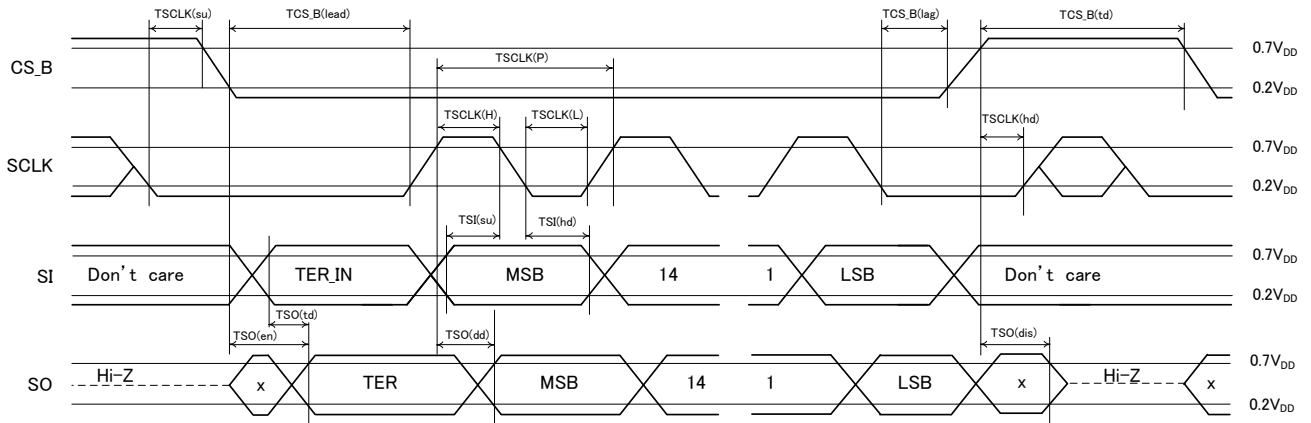 TSCLK(su) TCS_B(lead) TCS_B(lag) TCS_B(td)
CS_B TSCLK(P) 0.7VDD
0.2VDD
TSCLK(H) TSCLK(L) TSCLK(hd)
SCLK 0.7VDD
0.2VDD
TSI(su) TSI(hd)
SI Don't care TER_IN MSB 14 1 LSB Don't care 0.7VDD
0.2VDD
TSO(td)
TSO(en) TSO(dd) TSO(dis)
SO Hi-Z x TER MSB 14 1 LSB x Hi-Z x 0.7VDD
0.2VDD